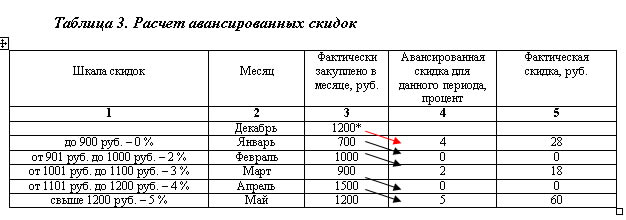 Таблица 3. Расчет авансированных скидок
Шкала скидок Месяц Фактически закуплено в месяце, руб. Авансированная скидка для данного периода, процент Фактическая скидка, руб.
1 2 3 4 5
Декабрь 1200*
до 900 руб. – 0 % Январь 700 4 28
от 901 руб. до 1000 руб. – 2 % Февраль 1000 0 0
от 1001 руб. до 1100 руб. – 3 % Март 900 2 18
от 1101 руб. до 1200 руб. – 4 % Апрель 1500 0 0
свыше 1200 руб. – 5 % Май 1200 5 60